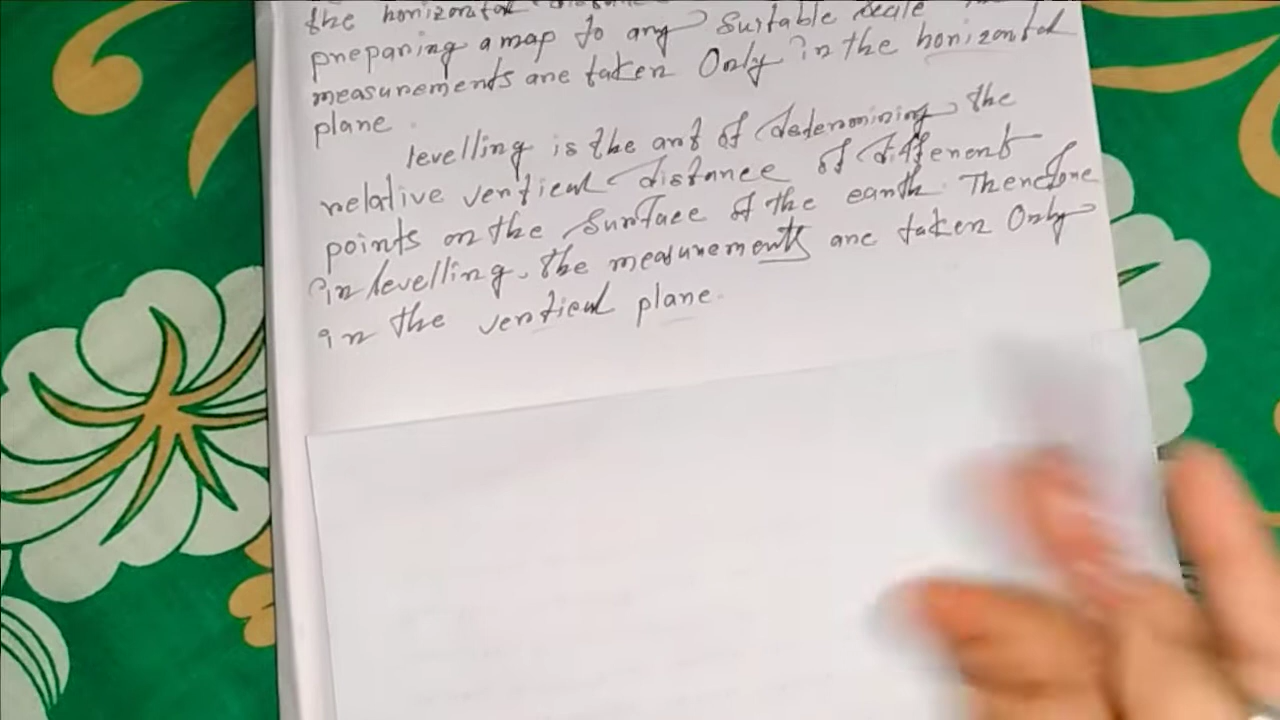 the horizontal
preparing a map to any suitable scale
measurements are taken Only in the horizontal
plane.
levelling is the art of determining the
relative vertical distance of different
points on the surface of the earth. Therefore
in levelling, the measurements are taken Only
in the vertical plane.